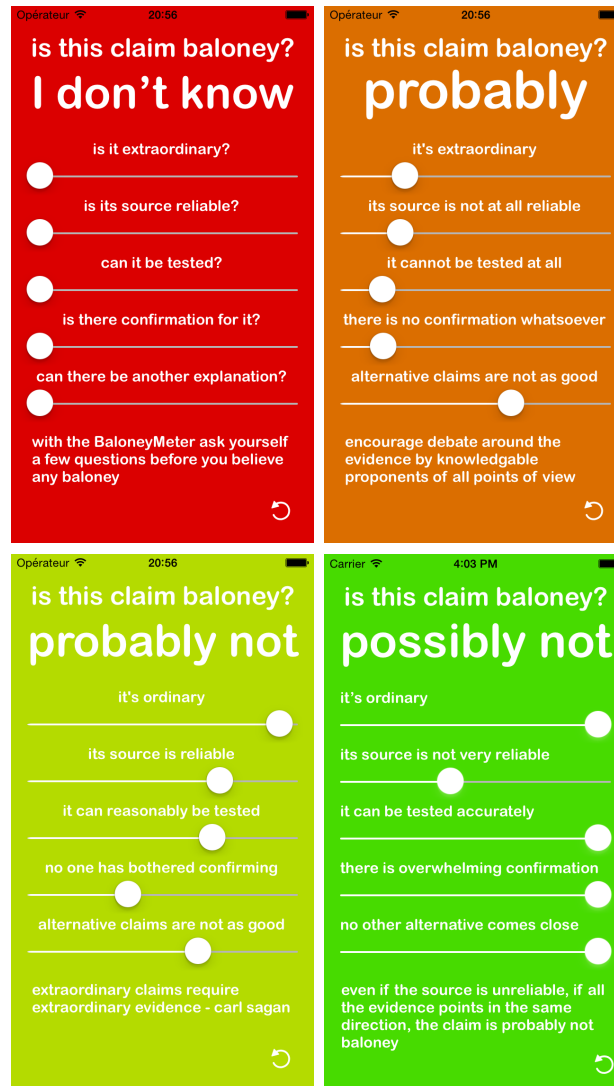 Opérateur 20:56
is this claim baloney?
I don't know
is it extraordinary?
is its source reliable?
can it be tested?
is there confirmation for it?
can there be another explanation?
with the BaloneyMeter ask yourself
a few questions before you believe
any baloney
Opérateur 20:56
is this claim baloney?
probably
it's extraordinary
its source is not at all reliable
it cannot be tested at all
there is no confirmation whatsoever
alternative claims are not as good
encourage debate around the
evidence by knowledgable
proponents of all points of view
Opérateur 20:56
is this claim baloney?
probably not
it's ordinary
its source is reliable
it can reasonably be tested
no one has bothered confirming
alternative claims are not as good
extraordinary claims require
extraordinary evidence - carl sagan
Carrier 4:03 PM
is this claim baloney?
possibly not
it's ordinary
its source is not very reliable
it can be tested accurately
there is overwhelming confirmation
no other alternative comes close
even if the source is unreliable, if all
the evidence points in the same
direction, the claim is probably not
baloney